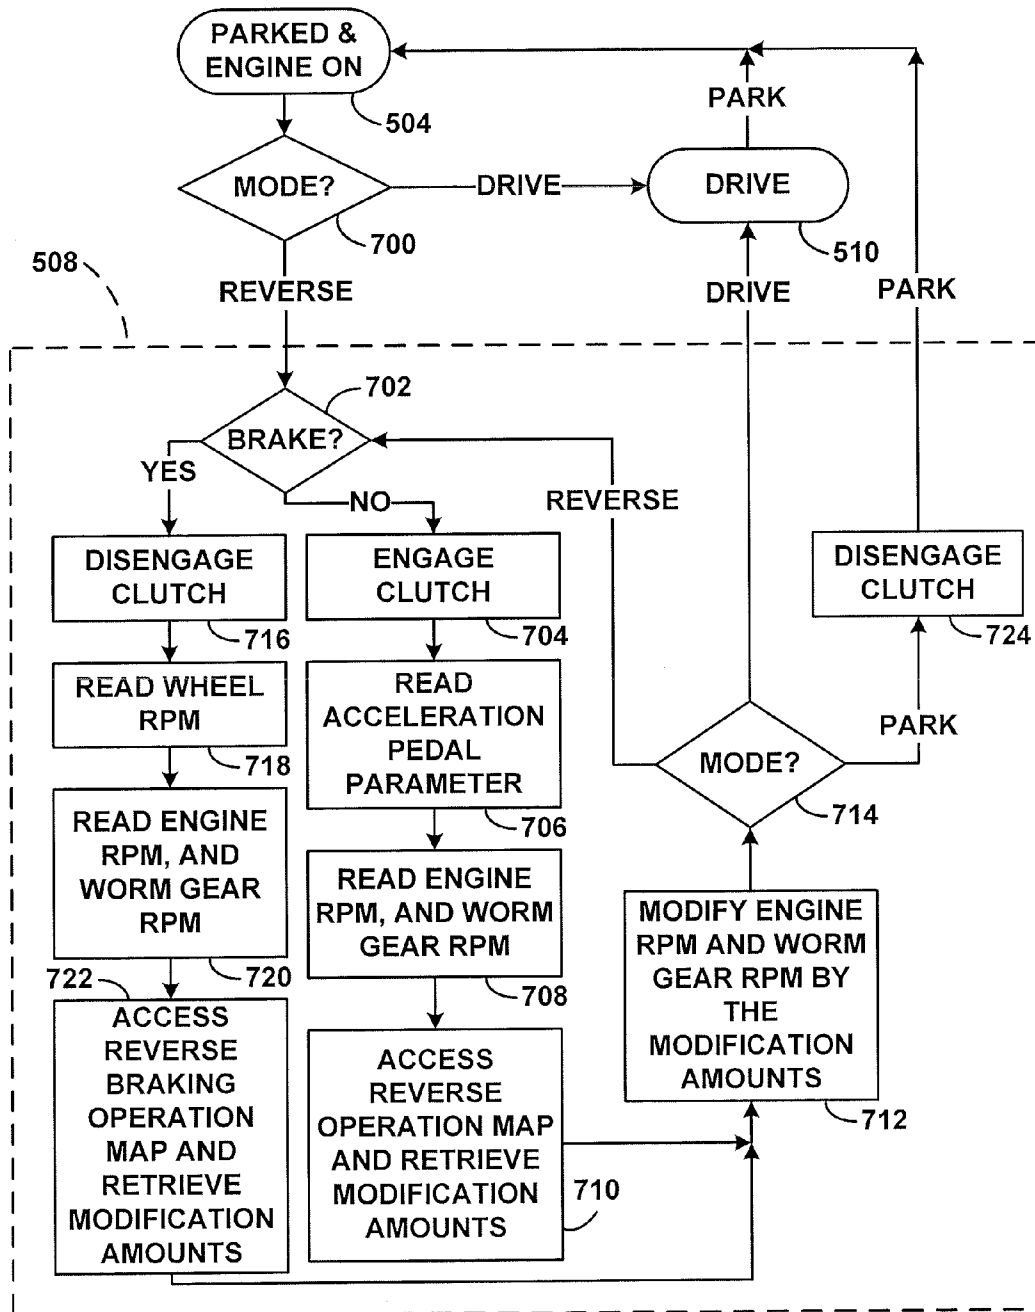 PARKED &
ENGINE ON
504
MODE?
700
DRIVE
DRIVE
510
PARK
508
REVERSE
DRIVE
PARK
702
BRAKE?
YES
NO
REVERSE
DISENGAGE
CLUTCH
716
ENGAGE
CLUTCH
704
DISENGAGE
CLUTCH
724
READ WHEEL
RPM
718
READ
ACCELERATION
PEDAL
PARAMETER
706
MODE?
714
PARK
READ ENGINE
RPM, AND
WORM GEAR
RPM
720
READ ENGINE
RPM, AND WORM
GEAR RPM
708
MODIFY ENGINE
RPM AND WORM
GEAR RPM BY
THE
MODIFICATION
AMOUNTS
712
722
ACCESS
REVERSE
BRAKING
OPERATION
MAP AND
RETRIEVE
MODIFICATION
AMOUNTS
ACCESS
REVERSE
OPERATION MAP
AND RETRIEVE
MODIFICATION
AMOUNTS
710